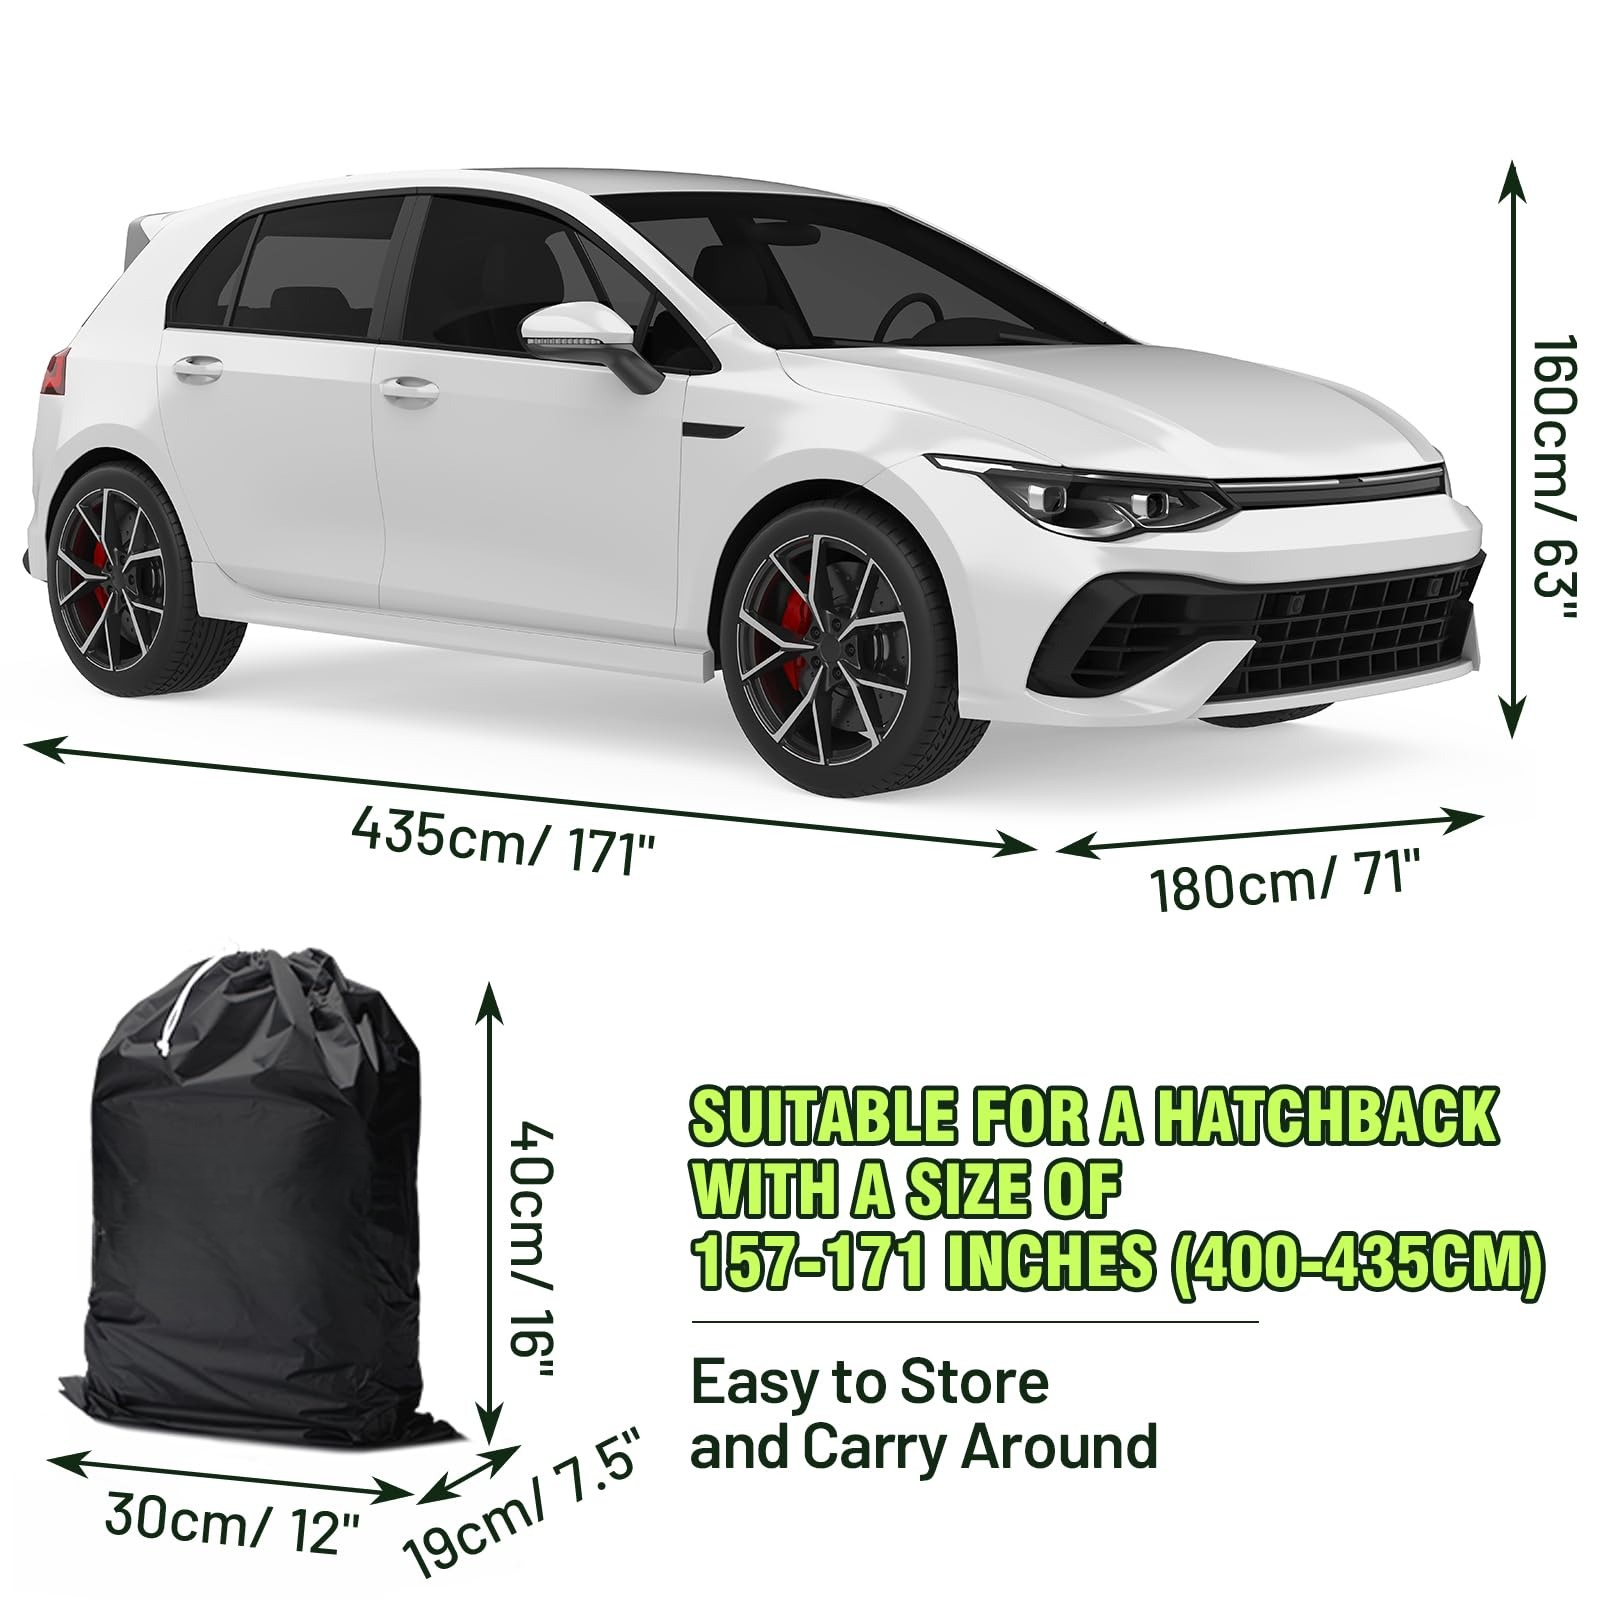 160cm/ 63"
435cm/ 171"
180cm/ 71"
40cm/ 16"
SUITABLE FOR A HATCHBACK
WITH A SIZE OF
157-171 INCHES (400-435CM)
Easy to Store
and Carry Around
30cm/ 12"
19cm/ 7.5"